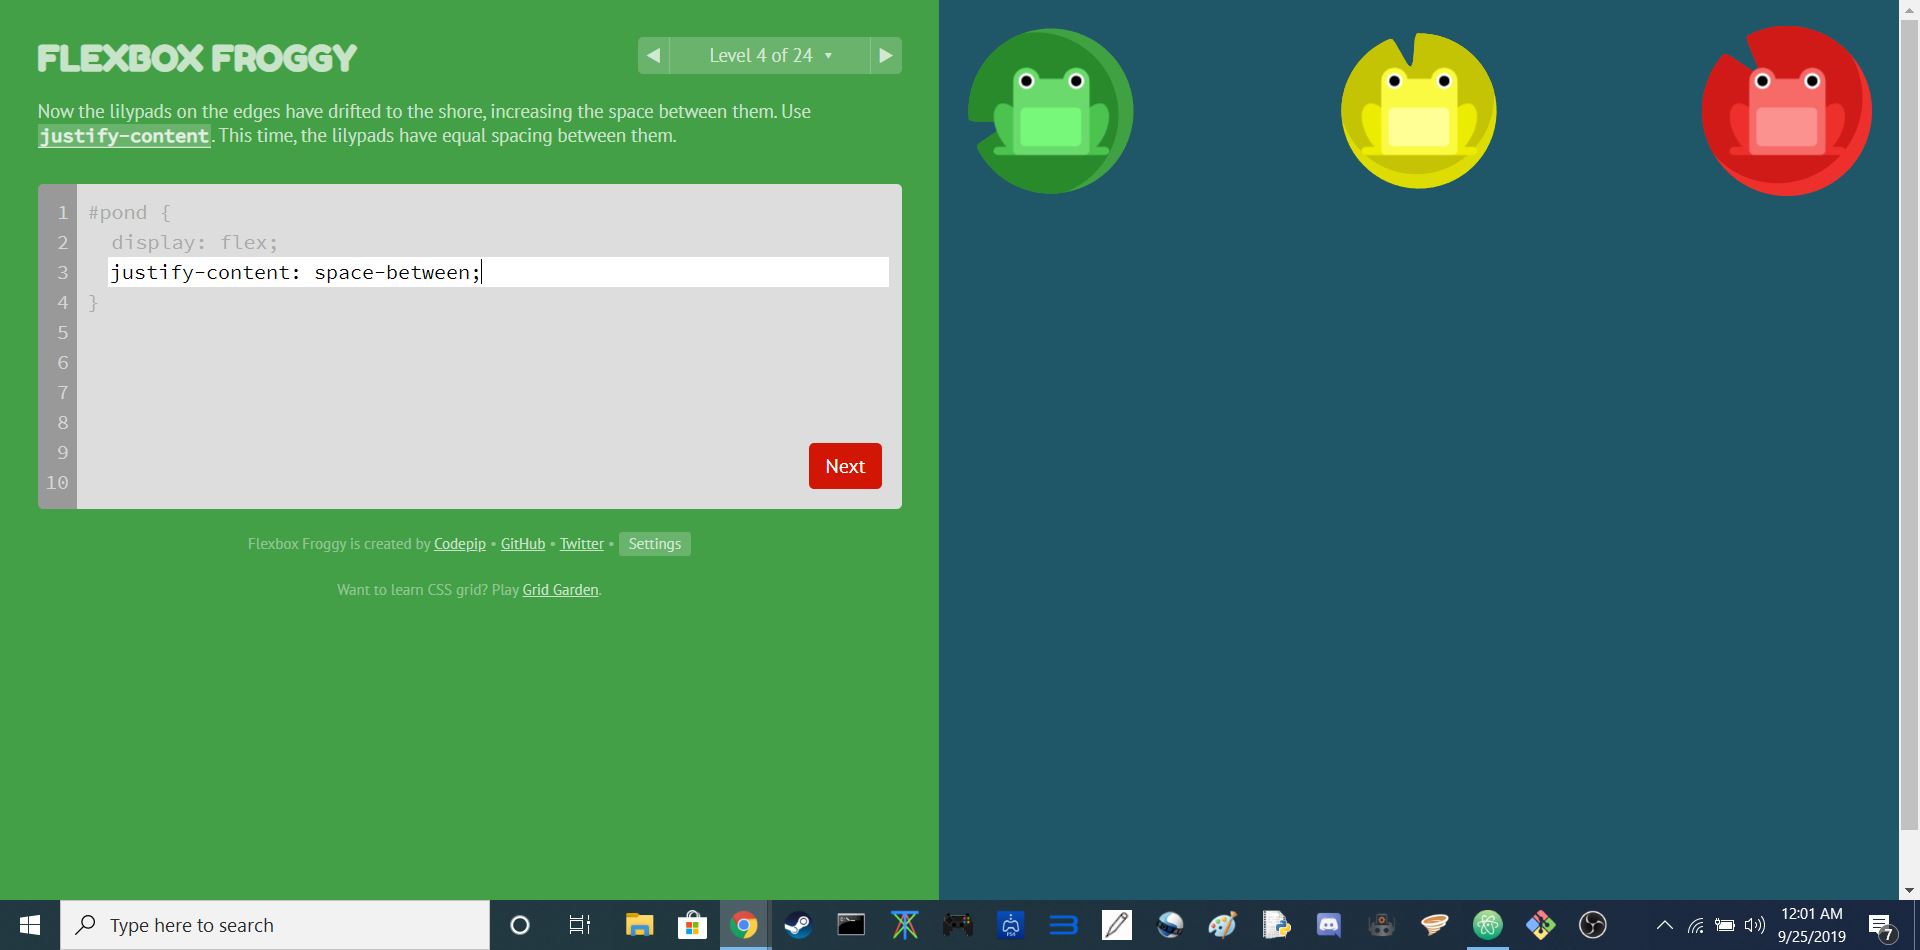 FLEXBOX FROGGY
◀ Level 4 of 24 ▾ ▶
Now the lilypads on the edges have drifted to the shore, increasing the space between them. Use
justify-content. This time, the lilypads have equal spacing between them.
1 #pond {
2 display: flex;
3 justify-content: space-between;
4 }
5
6
7
8
9
10
Next
Flexbox Froggy is created by Codepip • GitHub • Twitter • Settings
Want to learn CSS grid? Play Grid Garden.
Type here to search
PS4
12:01 AM
9/25/2019
7